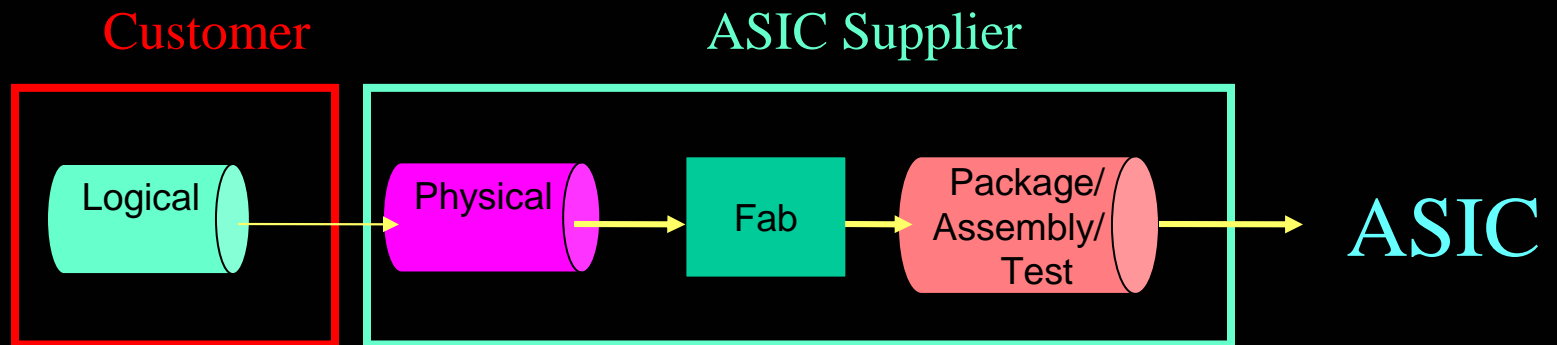 Customer
ASIC Supplier
Logical
Physical
Fab
Package/
Assembly/
Test
ASIC